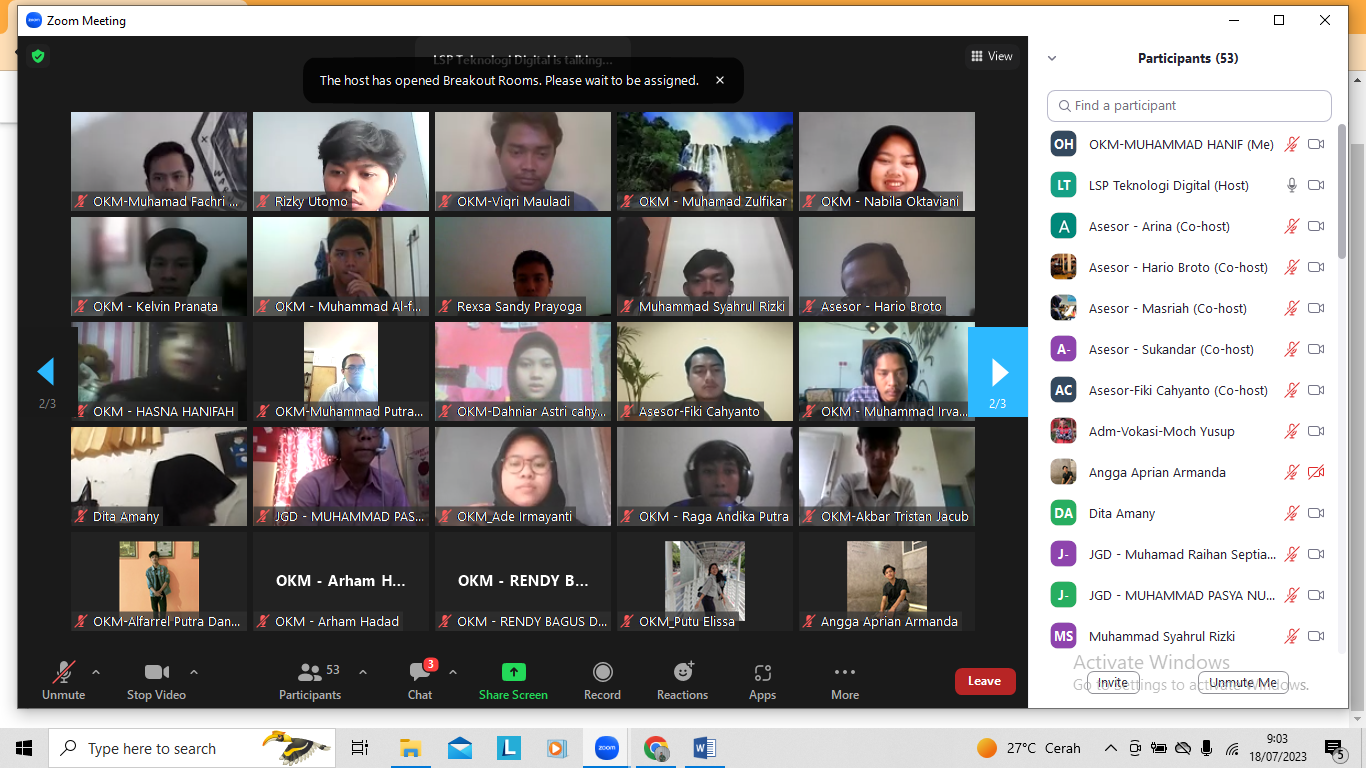 Zoom Meeting
LSP Teknologi Digital is talking...
The host has opened Breakout Rooms. Please wait to be assigned.
View
OKM-Muhamad Fachri ...
Rizky Utomo
OKM-Viqri Mauladi
OKM - Muhamad Zulfikar
OKM - Nabila Oktaviani
OKM - Kelvin Pranata
OKM - Muhammad Al-f...
Rexsa Sandy Prayoga
Muhammad Syahrul Rizki
Asesor - Hario Broto
OKM - HASNA HANIFAH
OKM-Muhammad Putra...
OKM-Dahniar Astri cahy...
Asesor-Fiki Cahyanto
OKM - Muhammad Irva...
2/3
2/3
Dita Amany
JGD - MUHAMMAD PAS...
OKM_Ade Irmayanti
OKM - Raga Andika Putra
OKM-Akbar Tristan Jacub
OKM - Arham H...
OKM - RENDY B...
OKM-Alfarrel Putra Dan...
OKM - Arham Hadad
OKM - RENDY BAGUS D...
OKM_Putu Elissa
Angga Aprian Armanda
Unmute
Stop Video
53
Participants
3
Chat
Share Screen
Record
Reactions
Apps
More
Leave
Participants (53)
Find a participant
OH OKM-MUHAMMAD HANIF (Me)
LT LSP Teknologi Digital (Host)
A Asesor - Arina (Co-host)
Asesor - Hario Broto (Co-host)
Asesor - Masriah (Co-host)
A- Asesor - Sukandar (Co-host)
AC Asesor-Fiki Cahyanto (Co-host)
Adm-Vokasi-Moch Yusup
Angga Aprian Armanda
DA Dita Amany
J- JGD - Muhamad Raihan Septia...
J- JGD - MUHAMMAD PASYA NU...
MS Muhammad Syahrul Rizki
Activate Windows
Go to Settings to activate Windows.
Invite
Unmute Me
Type here to search
27°C Cerah
9:03
18/07/2023
5